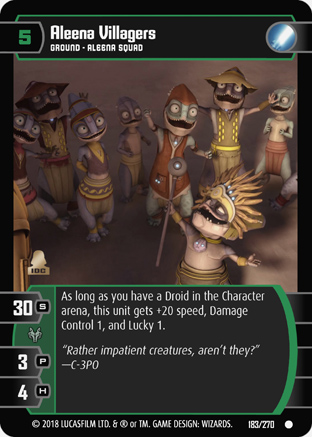 5 Aleena Villagers
GROUND - ALEENA SQUAD
IDC
30 S
3 P
4 H
As long as you have a Droid in the Character
arena, this unit gets +20 speed, Damage
Control 1, and Lucky 1.
“Rather impatient creatures, aren’t they?”
—C-3PO
© 2018 LUCASFILM LTD. & ® or TM. GAME DESIGN: WIZARDS. 183/270